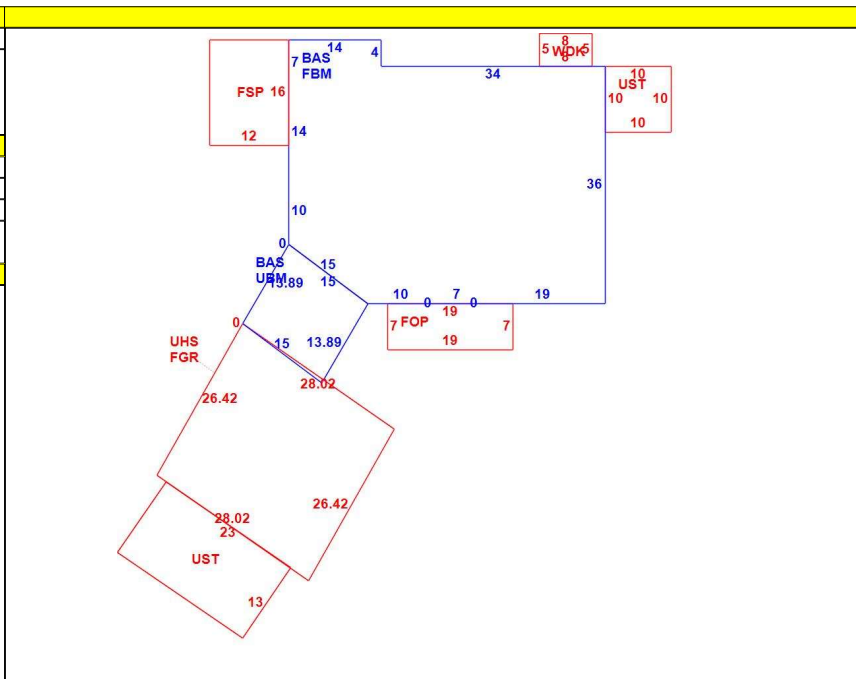 14
4
8
5 WDK 5
8
7 BAS
FBM
34
10
UST
10 10
10
FSP 16
12
14
36
10
0
15
BAS
UBM
13.89
15
10 0 7 0 19
19
7 FOP 7
19
0
15 13.89
UHS
FGR
28.02
26.42
26.42
28.02
23
UST
13